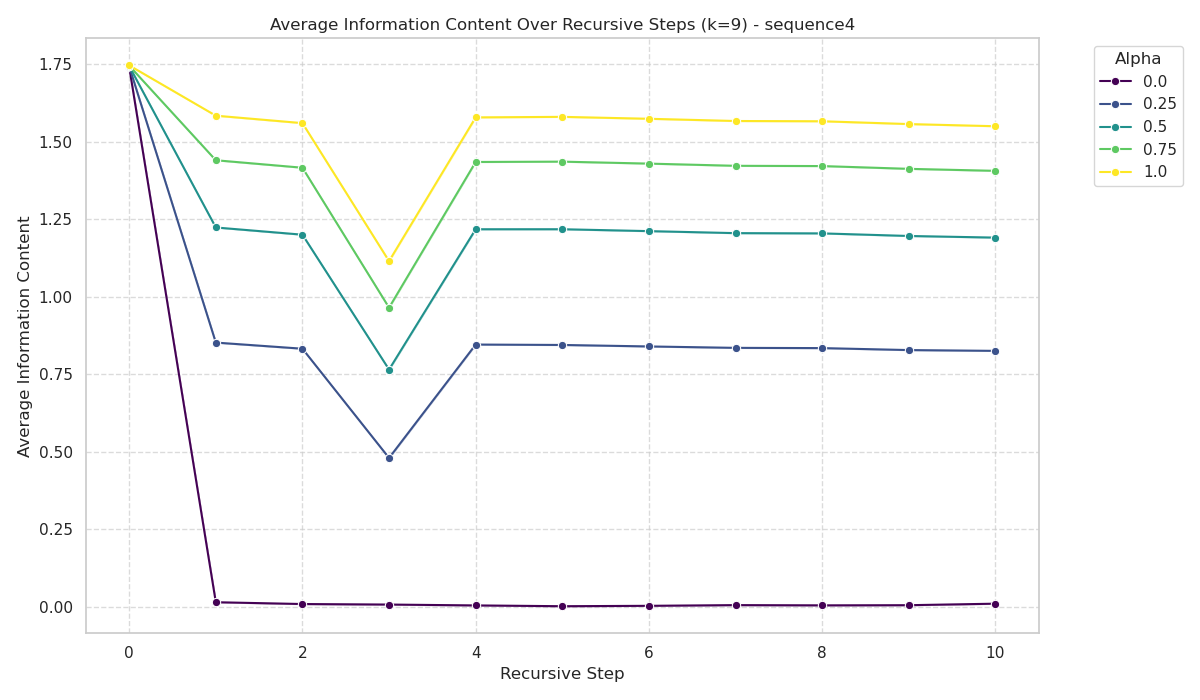 Average Information Content Over Recursive Steps (k=9) - sequence4
Alpha
0.0
0.25
0.5
0.75
1.0
Average Information Content
1.75
1.50
1.25
1.00
0.75
0.50
0.25
0.00
0 2 4 6 8 10
Recursive Step